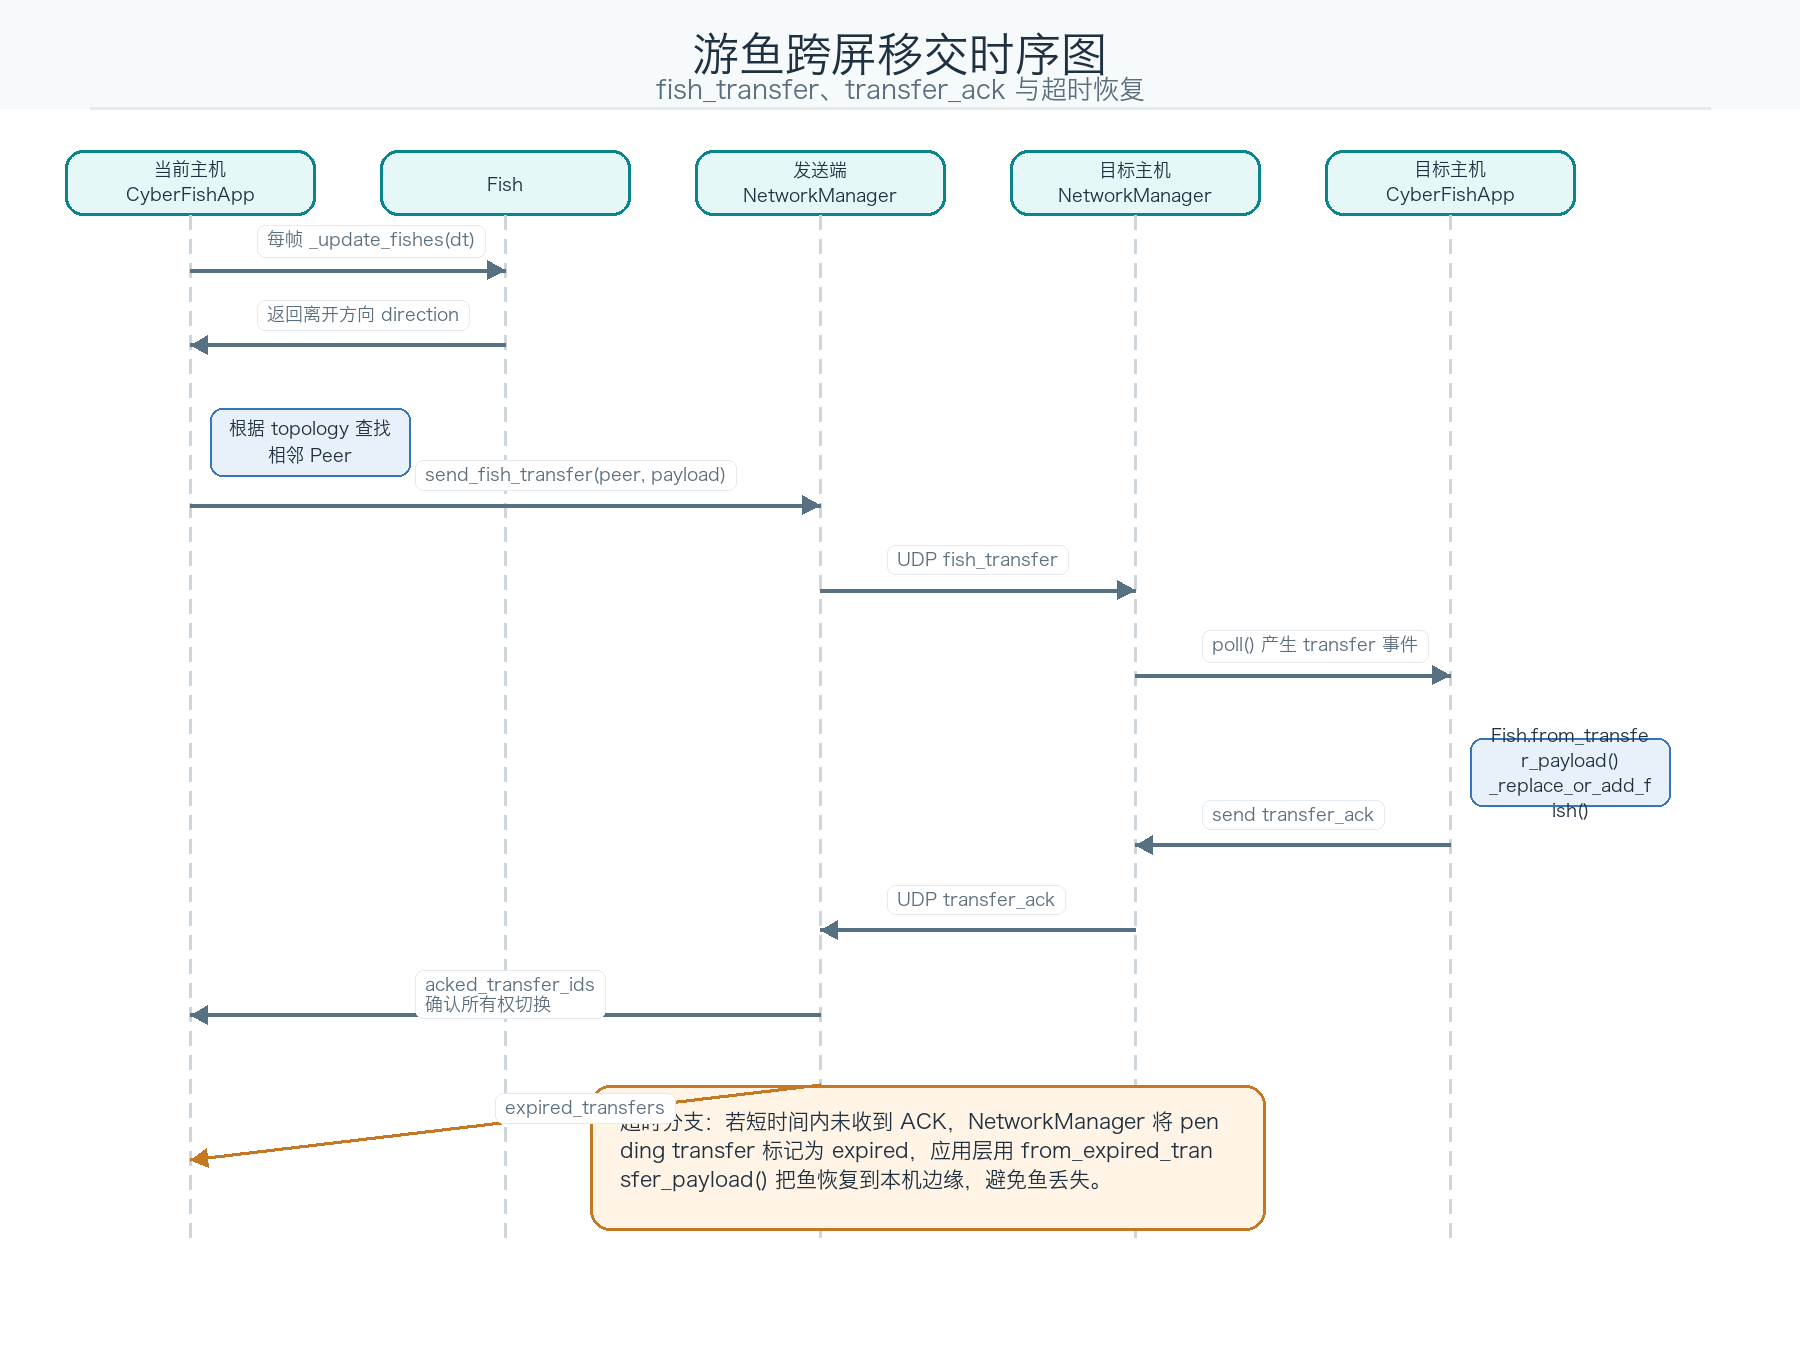 游鱼跨屏移交时序图
fish_transfer、transfer_ack 与超时恢复
当前主机
CyberFishApp
Fish
发送端
NetworkManager
目标主机
NetworkManager
目标主机
CyberFishApp
每帧 _update_fishes(dt)
返回离开方向 direction
根据 topology 查找
相邻 Peer
send_fish_transfer(peer, payload)
UDP fish_transfer
poll() 产生 transfer 事件
Fish.from_transfe
r_payload()
_replace_or_add_f
ish()
send transfer_ack
UDP transfer_ack
acked_transfer_ids
确认所有权切换
expired_transfers
超时分支：若短时间内未收到 ACK，NetworkManager 将 pen
ding transfer 标记为 expired，应用层用 from_expired_tran
sfer_payload() 把鱼恢复到本机边缘，避免鱼丢失。